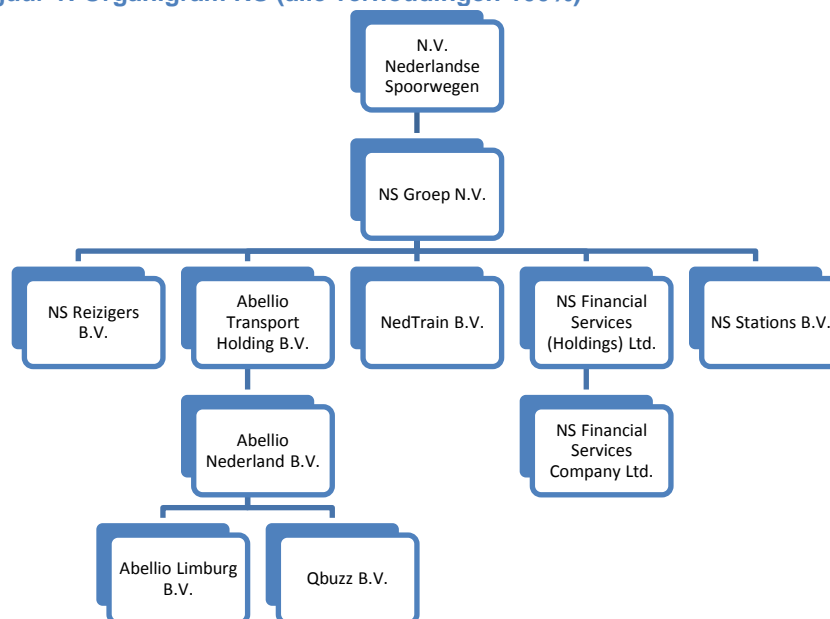 N.V.
Nederlandse
Spoorwegen
NS Groep N.V.
NS Reizigers
B.V.
Abellio
Transport
Holding B.V.
NedTrain B.V.
NS Financial
Services
(Holdings) Ltd.
NS Stations B.V.
Abellio
Nederland B.V.
NS Financial
Services
Company Ltd.
Abellio Limburg
B.V.
Qbuzz B.V.